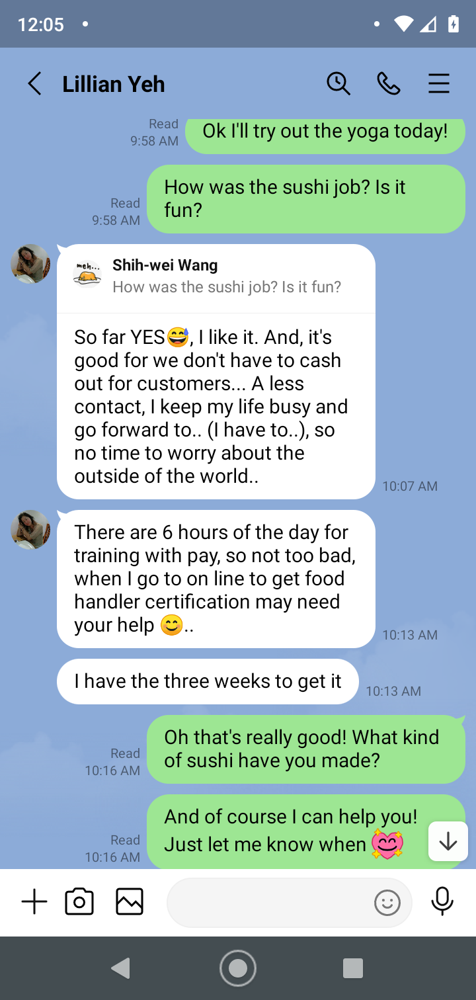 12:05
Lillian Yeh
Read
9:58 AM
Ok I'll try out the yoga today!
How was the sushi job? Is it
fun?
Read
9:58 AM
meh...
Shih-wei Wang
How was the sushi job? Is it fun?
So far YES😅, I like it. And, it's
good for we don't have to cash
out for customers... A less
contact, I keep my life busy and
go forward to.. (I have to..), so
no time to worry about the
outside of the world..
10:07 AM
There are 6 hours of the day for
training with pay, so not too bad,
when I go to on line to get food
handler certification may need
your help 😊..
10:13 AM
I have the three weeks to get it
10:13 AM
Oh that's really good! What kind
of sushi have you made?
Read
10:16 AM
And of course I can help you!
Just let me know when 🥰
Read
10:16 AM